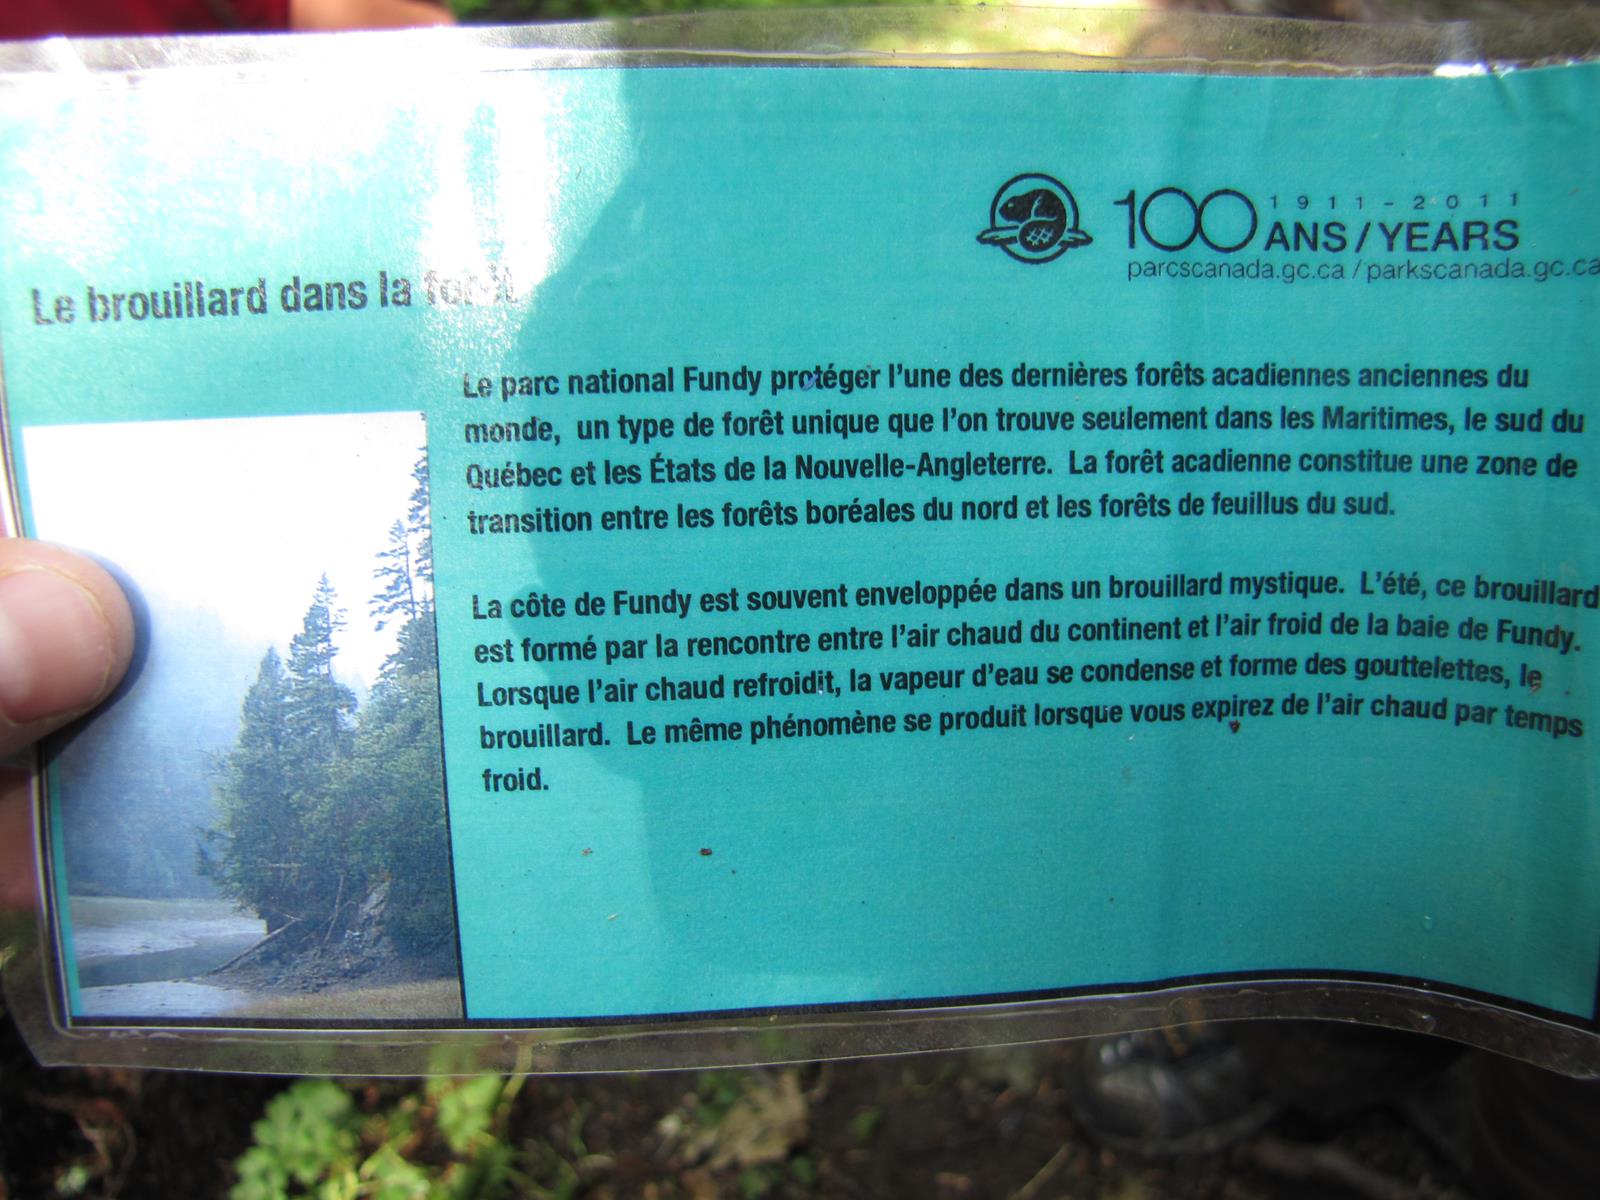 1911-2011
100 ANS/YEARS
parcscanada.gc.ca/parkscanada.gc.ca
Le brouillard dans la forêt
Le parc national Fundy protéger l'une des dernières forêts acadiennes anciennes du
monde, un type de forêt unique que l'on trouve seulement dans les Maritimes, le sud du
Québec et les États de la Nouvelle-Angleterre. La forêt acadienne constitue une zone de
transition entre les forêts boréales du nord et les forêts de feuillus du sud.
La côte de Fundy est souvent enveloppée dans un brouillard mystique. L'été, ce brouillard
est formé par la rencontre entre l'air chaud du continent et l'air froid de la baie de Fundy.
Lorsque l'air chaud refroidit, la vapeur d'eau se condense et forme des gouttelettes, le
brouillard. Le même phénomène se produit lorsque vous expirez de l'air chaud par temps
froid.